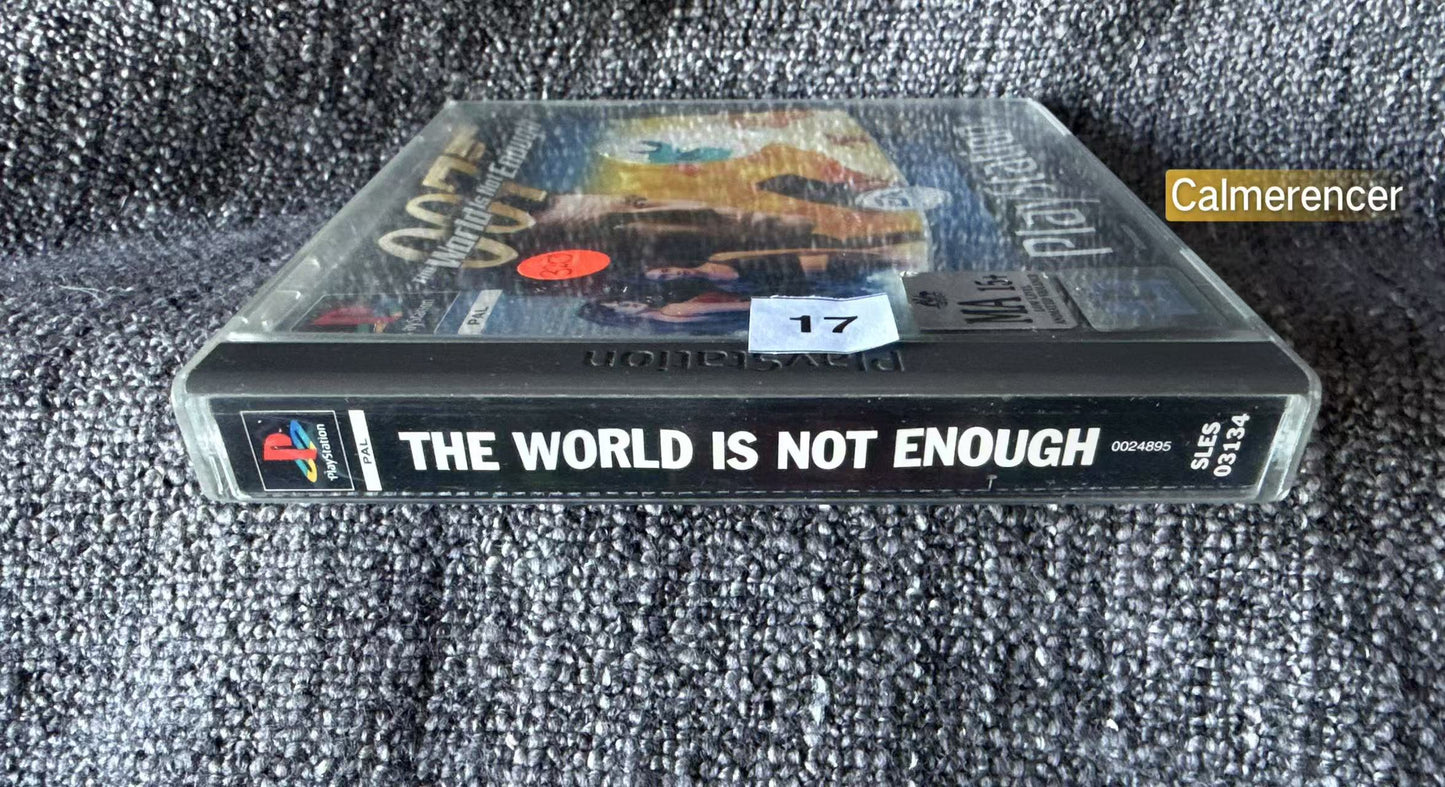 Calmerencer
PlayStation
007
The World Is Not Enough
PAL
17
MA 15+
PlayStation
PlayStation
PAL
THE WORLD IS NOT ENOUGH
0024895
SLES
03134